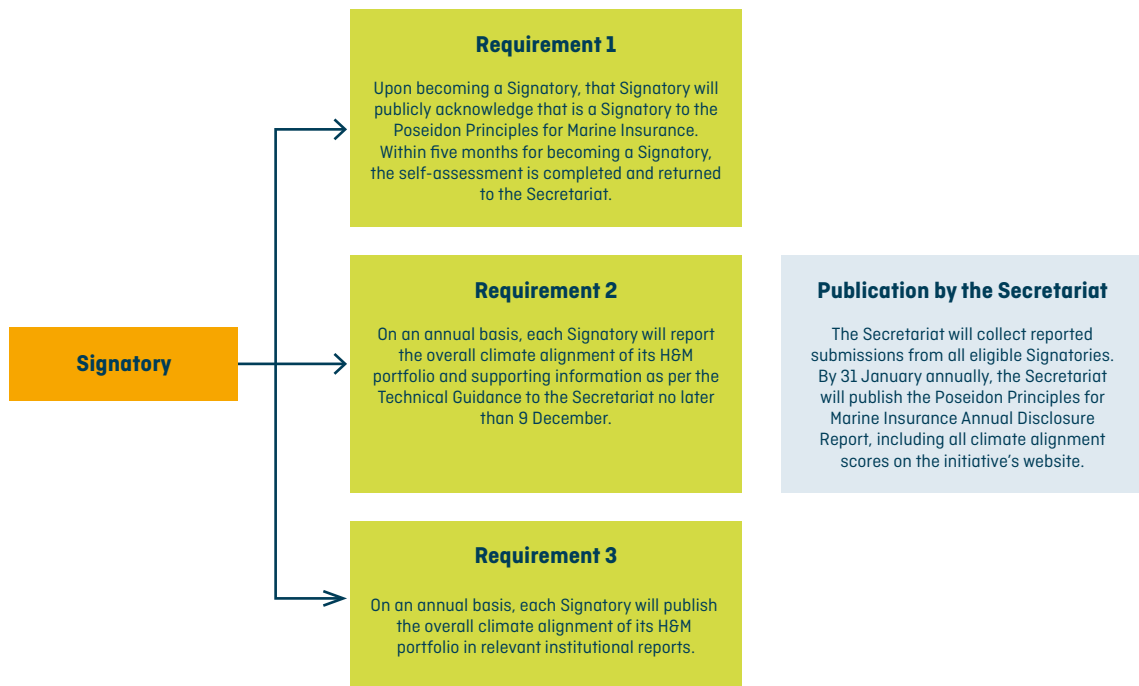 Signatory
Requirement 1
Upon becoming a Signatory, that Signatory will
publicly acknowledge that is a Signatory to the
Poseidon Principles for Marine Insurance.
Within five months for becoming a Signatory,
the self-assessment is completed and returned
to the Secretariat.
Requirement 2
On an annual basis, each Signatory will report
the overall climate alignment of its H&M
portfolio and supporting information as per the
Technical Guidance to the Secretariat no later
than 9 December.
Publication by the Secretariat
The Secretariat will collect reported
submissions from all eligible Signatories.
By 31 January annually, the Secretariat
will publish the Poseidon Principles for
Marine Insurance Annual Disclosure
Report, including all climate alignment
scores on the initiative’s website.
Requirement 3
On an annual basis, each Signatory will publish
the overall climate alignment of its H&M
portfolio in relevant institutional reports.